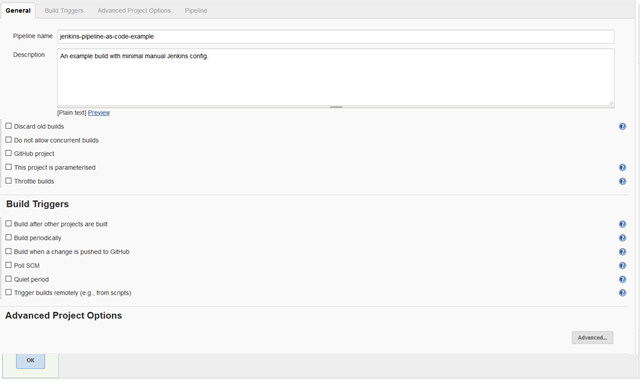 General Build Triggers Advanced Project Options Pipeline
Pipeline name jenkins-pipeline-as-code-example
Description An example build with minimal manual Jenkins config.
[Plain text] Preview
Discard old builds
Do not allow concurrent builds
GitHub project
This project is parameterised
Throttle builds
Build Triggers
Build after other projects are built
Build periodically
Build when a change is pushed to GitHub
Poll SCM
Quiet period
Trigger builds remotely (e.g., from scripts)
Advanced Project Options
Advanced...
OK